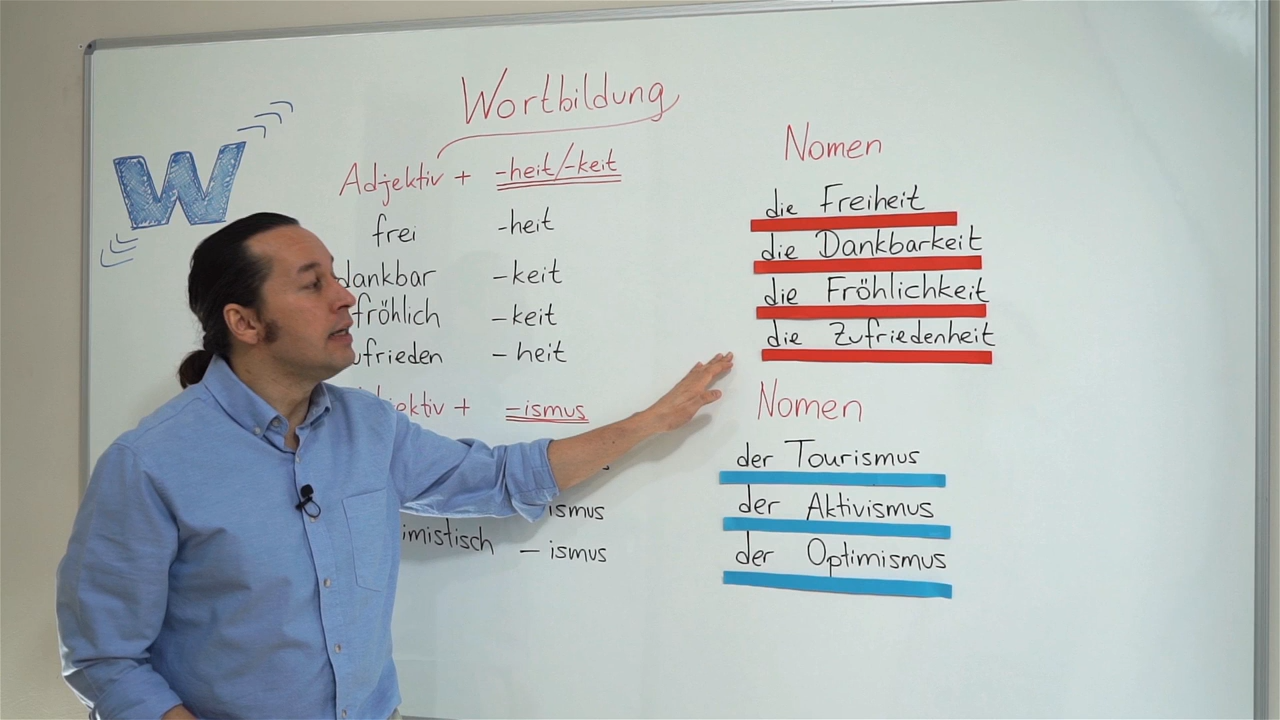 W
Wortbildung
Adjektiv + -heit/-keit
frei -heit
dankbar -keit
fröhlich -keit
ufrieden - heit
jektiv + -ismus
ismus
imistisch - ismus
Nomen
die Freiheit
die Dankbarkeit
die Fröhlichkeit
die Zufriedenheit
Nomen
der Tourismus
der Aktivismus
der Optimismus